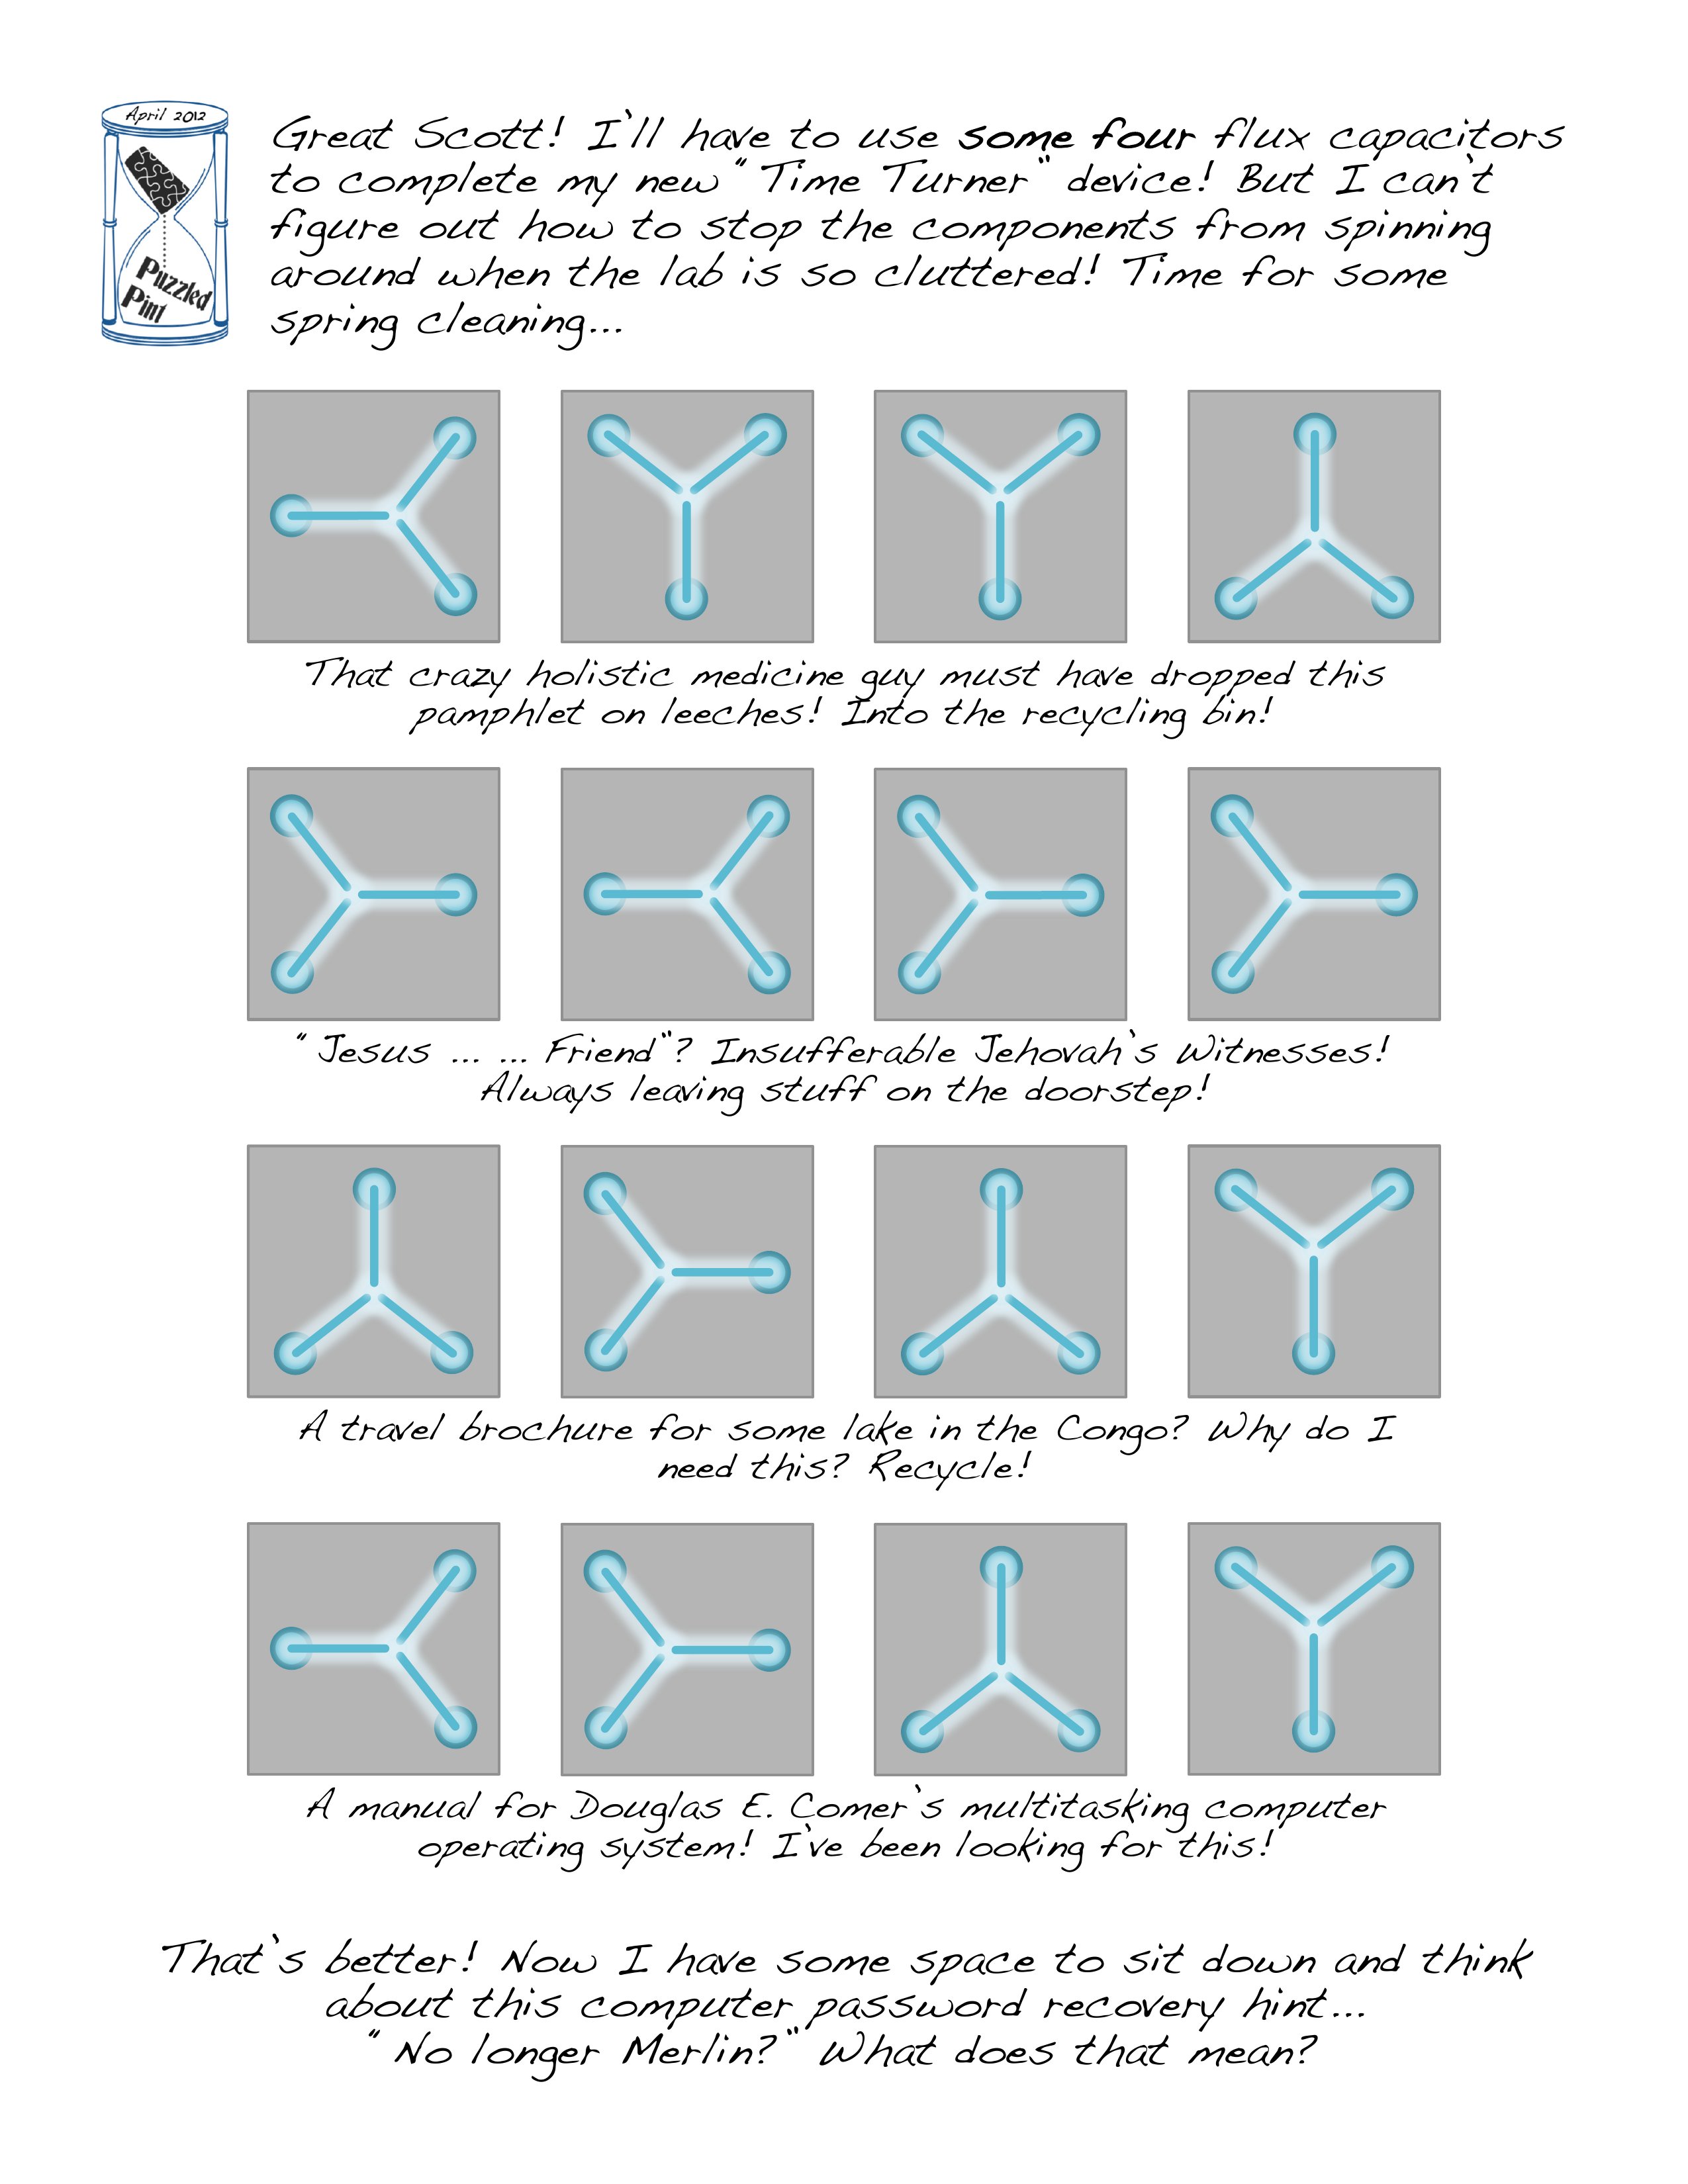 April 2012
Puzzled
Pint
Great Scott! I'll have to use some four flux capacitors
to complete my new "Time Turner" device! But I can't
figure out how to stop the components from spinning
around when the lab is so cluttered! Time for some
spring cleaning...
That crazy holistic medicine guy must have dropped this
pamphlet on leeches! Into the recycling bin!
"Jesus ... ... Friend"? Insufferable Jehovah's Witnesses!
Always leaving stuff on the doorstep!
A travel brochure for some lake in the Congo? Why do I
need this? Recycle!
A manual for Douglas E. Comer's multitasking computer
operating system! I've been looking for this!
That's better! Now I have some space to sit down and think
about this computer password recovery hint...
"No longer Merlin?" What does that mean?